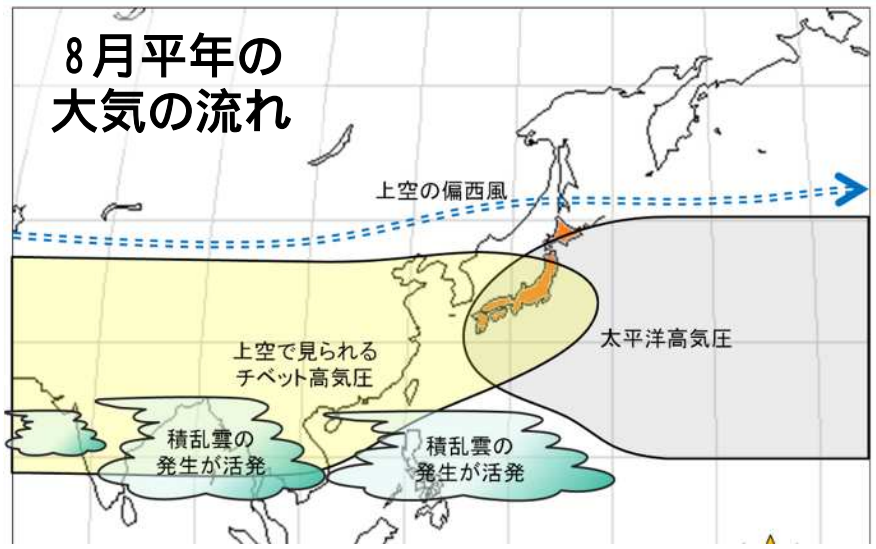 8月平年の
大気の流れ
上空の偏西風
上空で見られる
チベット高気圧
太平洋高気圧
積乱雲の
発生が活発
積乱雲の
発生が活発